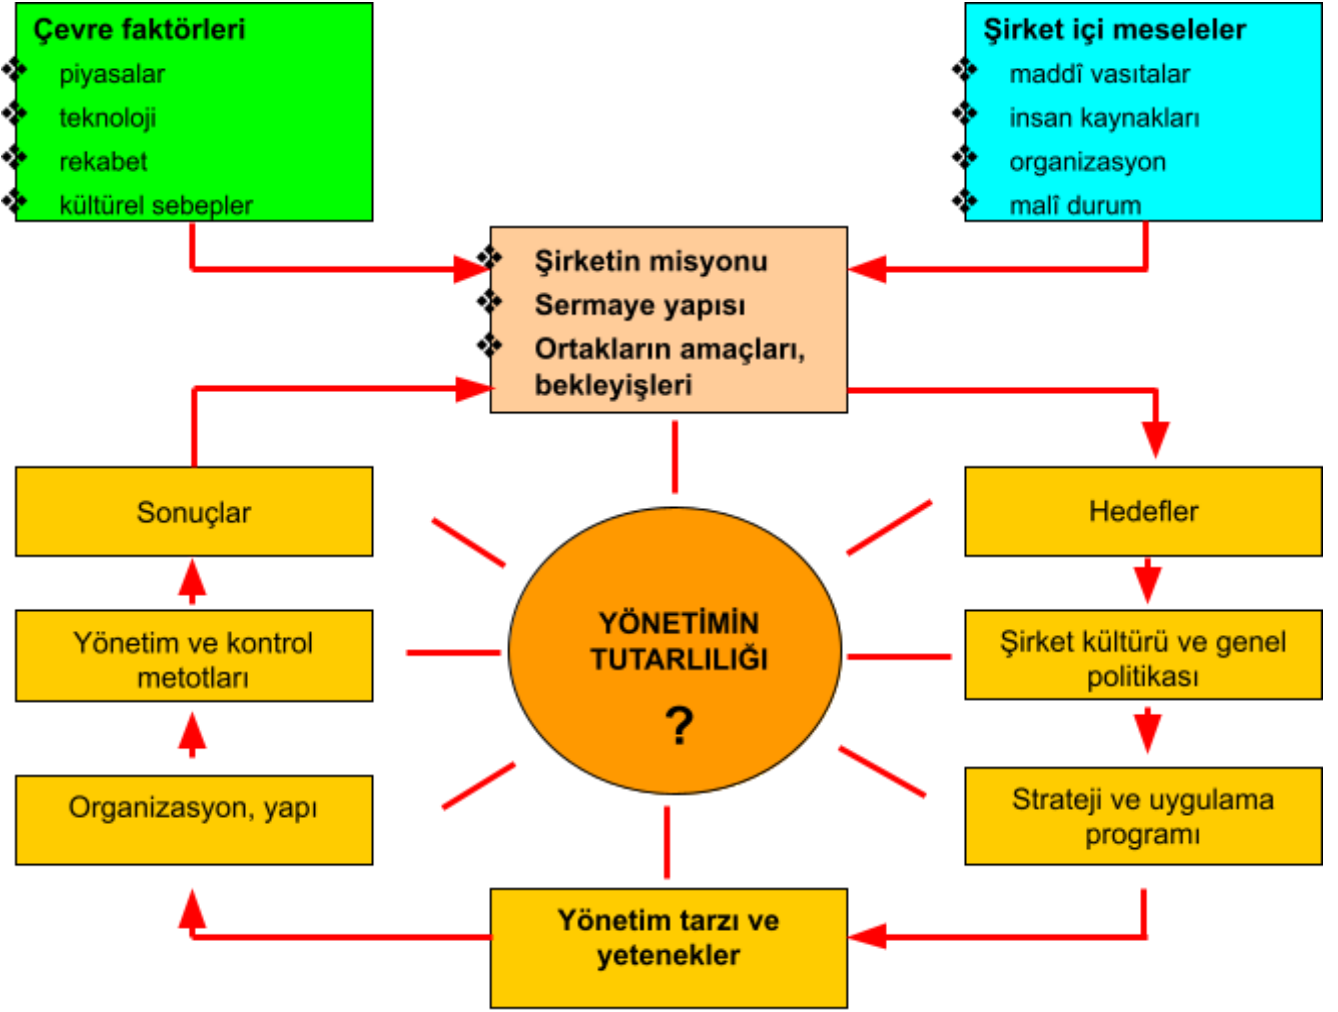 Çevre faktörleri
piyasalar
teknoloji
rekabet
kültürel sebepler
Şirket içi meseleler
maddî vasıtalar
insan kaynakları
organizasyon
malî durum
Şirketin misyonu
Sermaye yapısı
Ortakların amaçları,
bekleyişleri
Sonuçlar
Hedefler
YÖNETİMİN
TUTARLILIĞI
?
Yönetim ve kontrol
metotları
Şirket kültürü ve genel
politikası
Organizasyon, yapı
Strateji ve uygulama
programı
Yönetim tarzı ve
yetenekler